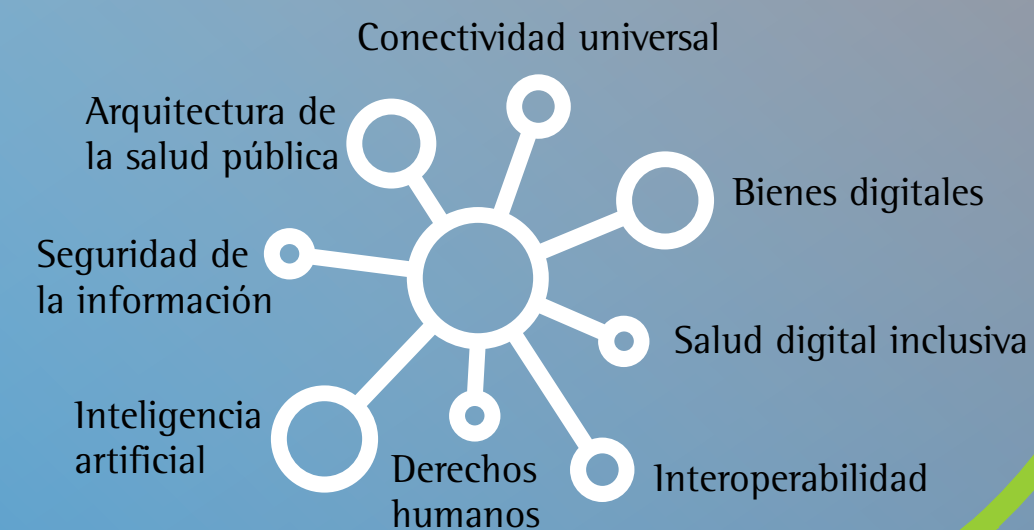 Conectividad universal
Arquitectura de
la salud pública
Bienes digitales
Seguridad de
la información
Salud digital inclusiva
Inteligencia
artificial
Derechos
humanos
Interoperabilidad